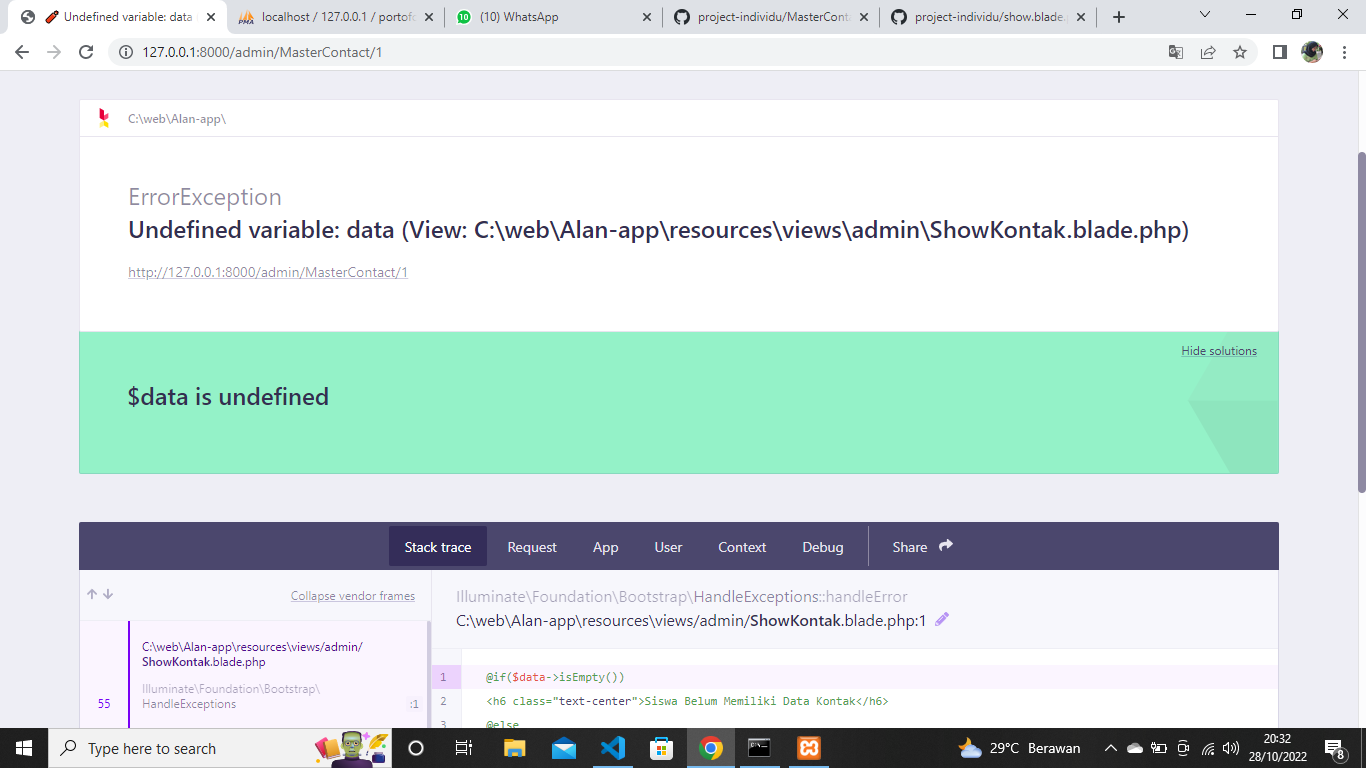 Undefined variable: data (
localhost / 127.0.0.1 / portofo
(10) WhatsApp
project-individu/MasterConta
project-individu/show.blade.p
127.0.0.1:8000/admin/MasterContact/1
C:\web\Alan-app\
ErrorException
Undefined variable: data (View: C:\web\Alan-app\resources\views\admin\ShowKontak.blade.php)
http://127.0.0.1:8000/admin/MasterContact/1
Hide solutions
$data is undefined
Stack trace
Request
App
User
Context
Debug
Share
Collapse vendor frames
Illuminate\Foundation\Bootstrap\HandleExceptions::handleError
C:\web\Alan-app\resources\views/admin/ShowKontak.blade.php:1
C:\web\Alan-app\resources\views/admin/
ShowKontak.blade.php
Illuminate\Foundation\Bootstrap\
55 HandleExceptions :1
1 @if($data->isEmpty())
2 <h6 class="text-center">Siswa Belum Memiliki Data Kontak</h6>
3 @else
Type here to search
29°C Berawan
20:32
28/10/2022
8